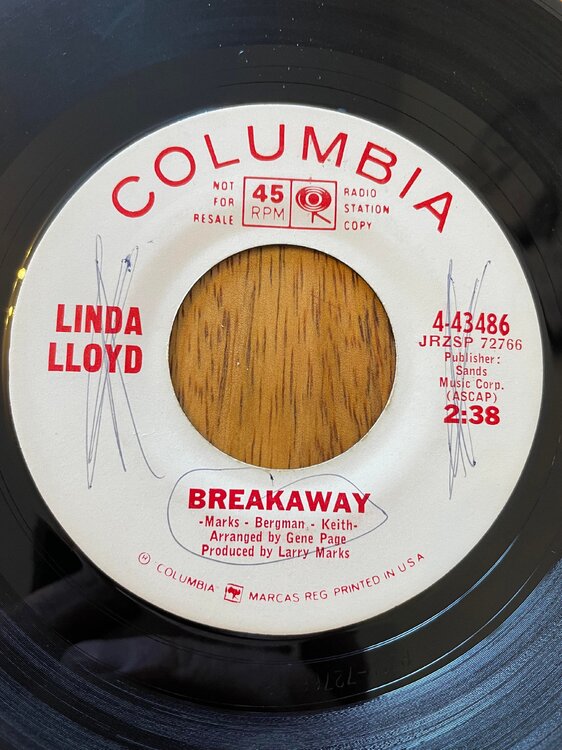 COLUMBIA
NOT
FOR
RESALE
45
RPM
RADIO
STATION
COPY
LINDA
LLOYD
4-43486
JRZSP 72766
Publisher:
Sands
Music Corp.
(ASCAP)
2:38
BREAKAWAY
-Marks - Bergman - Keith-
Arranged by Gene Page
Produced by Larry Marks
"COLUMBIA" MARCAS REG PRINTED IN U.S.A